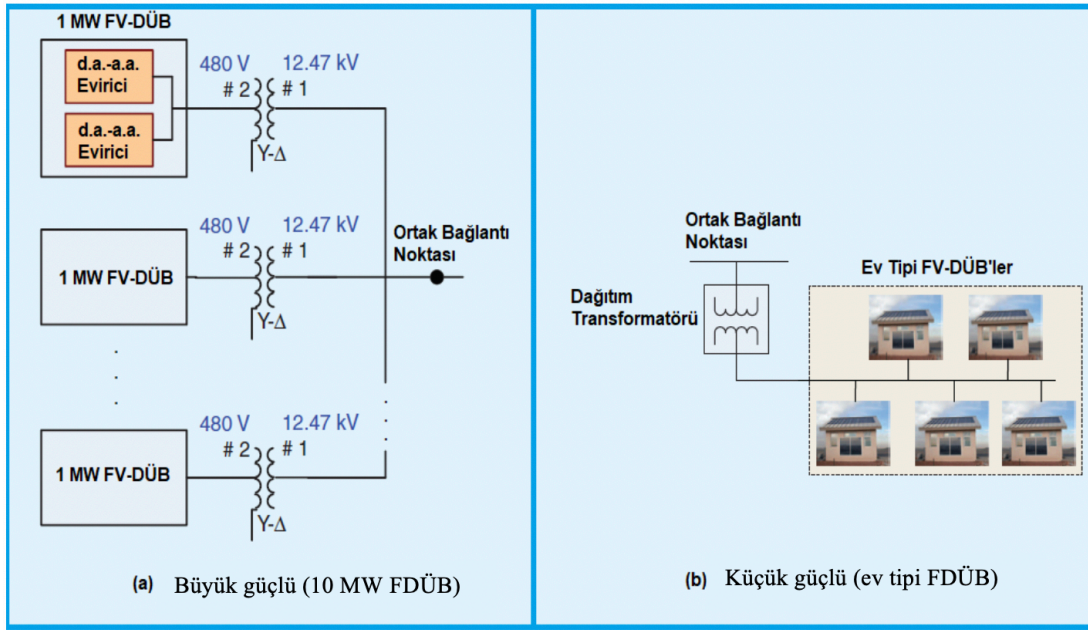 1 MW FV-DÜB
d.a.-a.a.
Evirici
d.a.-a.a.
Evirici
480 V
12.47 kV
# 2
# 1
Y-Δ
1 MW FV-DÜB
480 V
12.47 kV
# 2
# 1
Y-Δ
Ortak Bağlantı
Noktası
1 MW FV-DÜB
480 V
12.47 kV
# 2
# 1
Y-Δ
(a) Büyük güçlü (10 MW FDÜB)
Ortak Bağlantı
Noktası
Dağıtım
Transformatörü
Ev Tipi FV-DÜB'ler
(b) Küçük güçlü (ev tipi FDÜB)